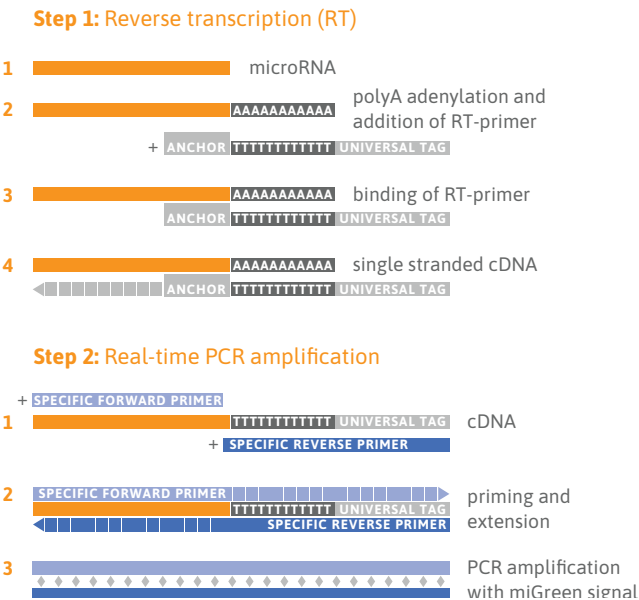 Step 1: Reverse transcription (RT)
1 microRNA
2 AAAAAAAAAAA polyA adenylation and
addition of RT-primer
+ ANCHOR TTTTTTTTTTTT UNIVERSAL TAG
3 AAAAAAAAAAA binding of RT-primer
ANCHOR TTTTTTTTTTTT UNIVERSAL TAG
4 AAAAAAAAAAA single stranded cDNA
ANCHOR TTTTTTTTTTTT UNIVERSAL TAG
Step 2: Real-time PCR amplification
+ SPECIFIC FORWARD PRIMER
1 TTTTTTTTTTTT UNIVERSAL TAG cDNA
+ SPECIFIC REVERSE PRIMER
2 SPECIFIC FORWARD PRIMER priming and
TTTTTTTTTTTT UNIVERSAL TAG
SPECIFIC REVERSE PRIMER extension
3 PCR amplification
with miGreen signal